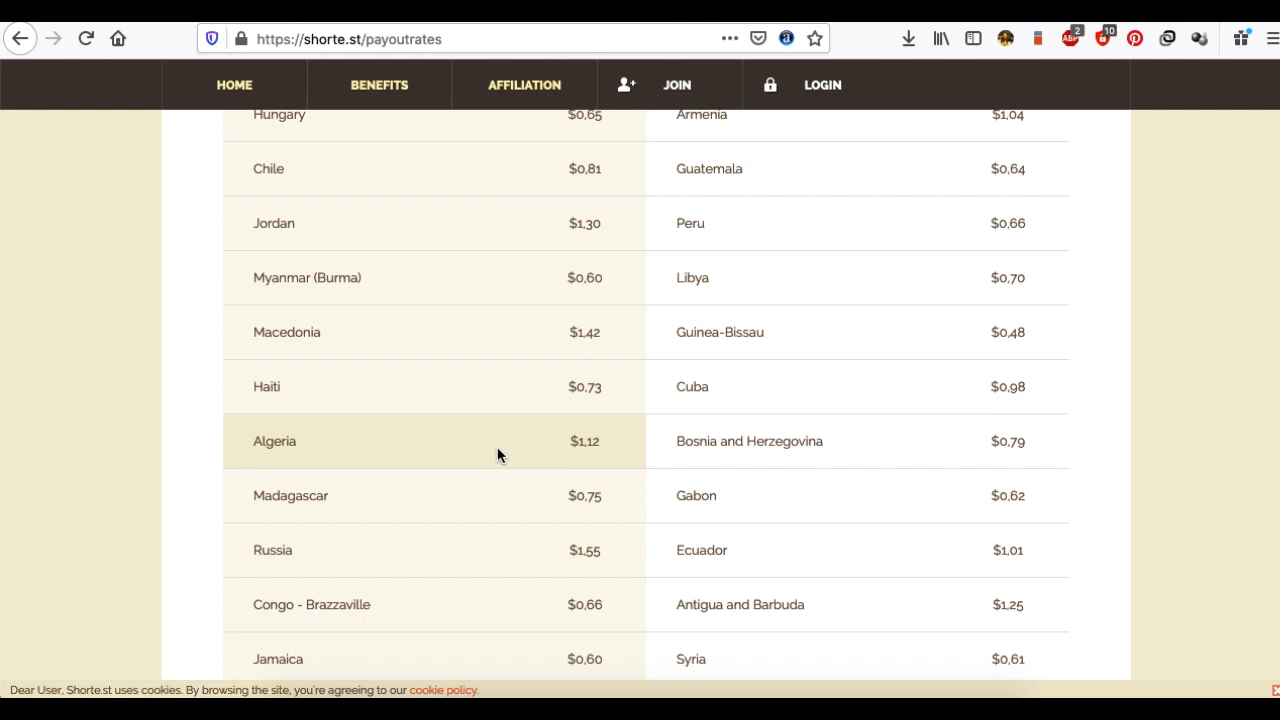 https://shorte.st/payoutrates
2
10
HOME BENEFITS AFFILIATION JOIN LOGIN
Hungary $0,65 Armenia $1,04
Chile $0,81 Guatemala $0,64
Jordan $1,30 Peru $0,66
Myanmar (Burma) $0,60 Libya $0,70
Macedonia $1,42 Guinea-Bissau $0,48
Haiti $0,73 Cuba $0,98
Algeria $1,12 Bosnia and Herzegovina $0,79
Madagascar $0,75 Gabon $0,62
Russia $1,55 Ecuador $1,01
Congo - Brazzaville $0,66 Antigua and Barbuda $1,25
Jamaica $0,60 Syria $0,61
Dear User, Shorte.st uses cookies. By browsing the site, you're agreeing to our cookie policy.